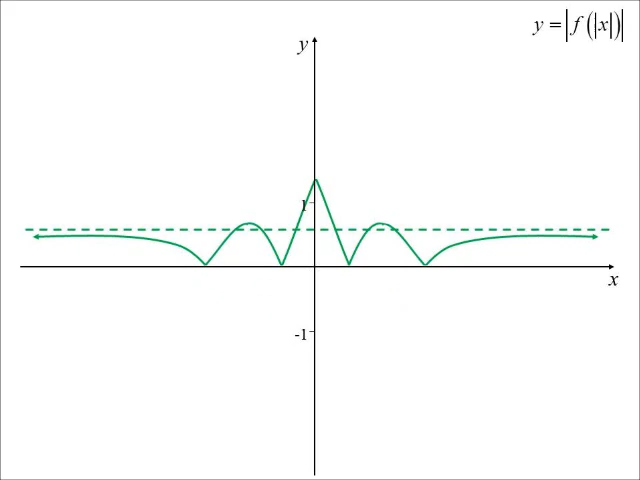 y = |f(|x|)|
y
1
x
-1